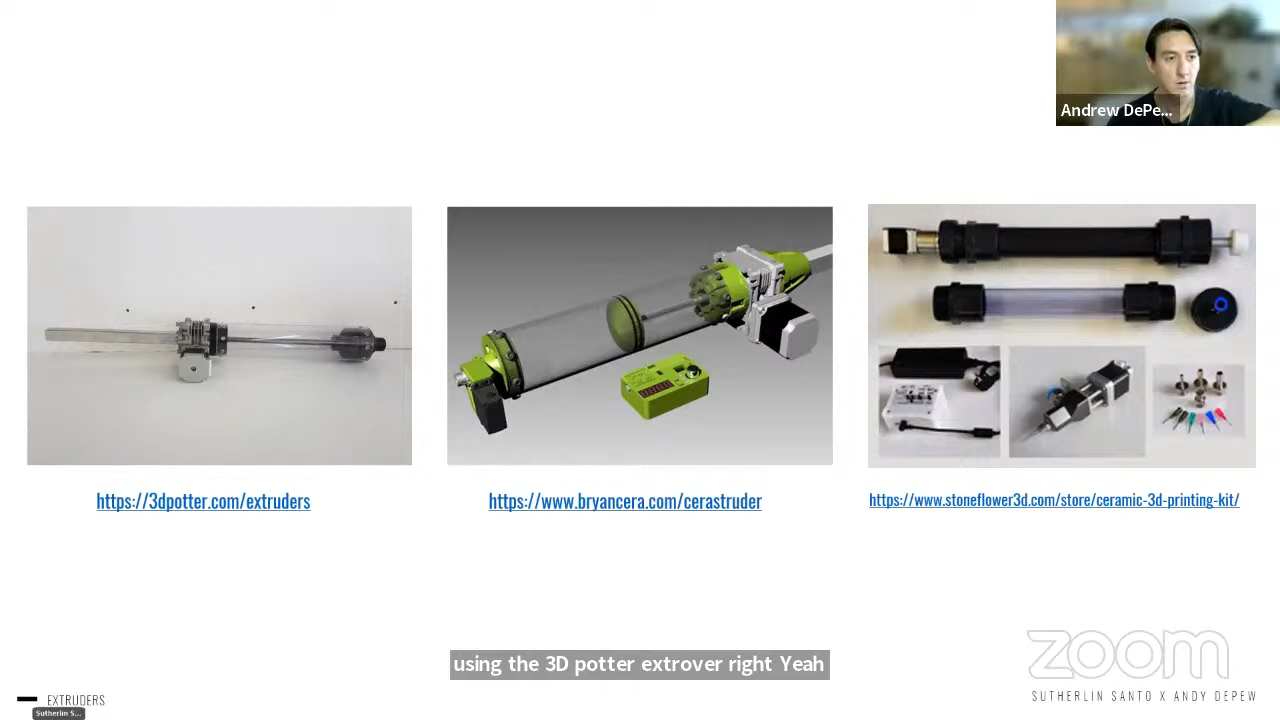 Andrew DePe...
https://3dpotter.com/extruders
https://www.bryancera.com/cerastruder
https://www.stoneflower3d.com/store/ceramic-3d-printing-kit/
using the 3D potter extrover right Yeah
zoom
SUTHERLIN SANTO X ANDY DEPEW
EXTRUDERS
Sutherlin S...